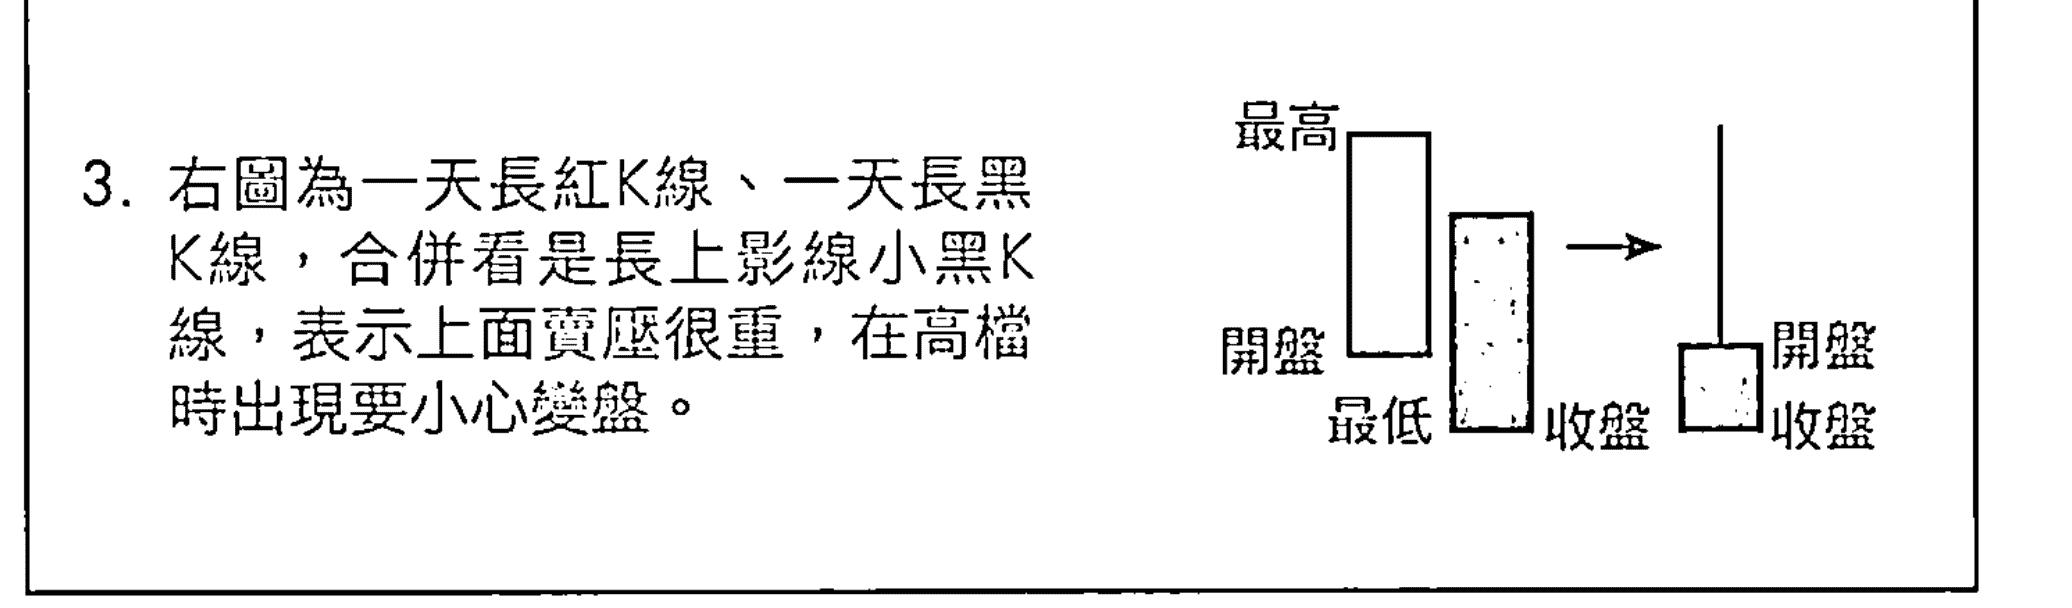 3. 右圖為一天長紅K線、一天長黑
K線，合併看是長上影線小黑K
線，表示上面賣壓很重，在高檔
時出現要小心變盤。
最高
開盤
最低
收盤
開盤
收盤